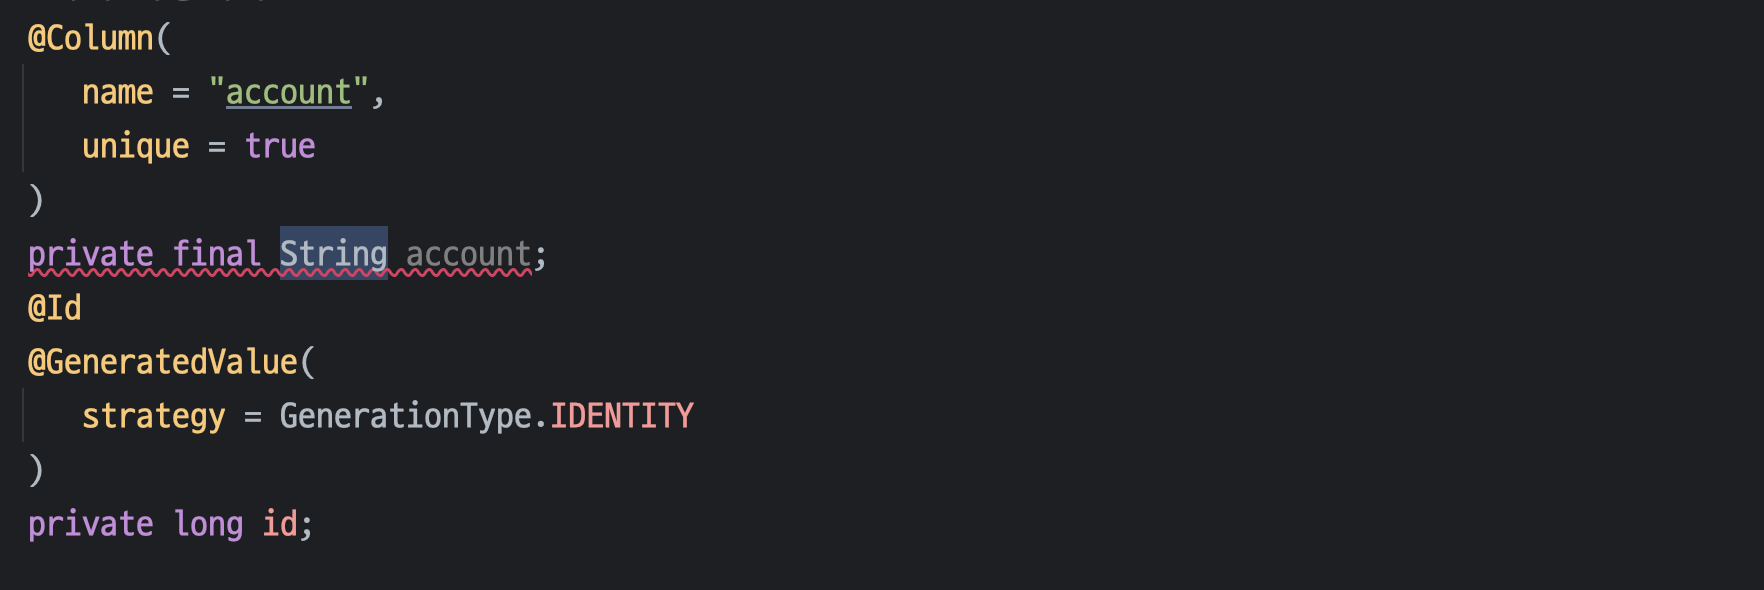 @Column(
name = "account",
unique = true
)
private final String account;
@Id
@GeneratedValue(
strategy = GenerationType.IDENTITY
)
private long id;